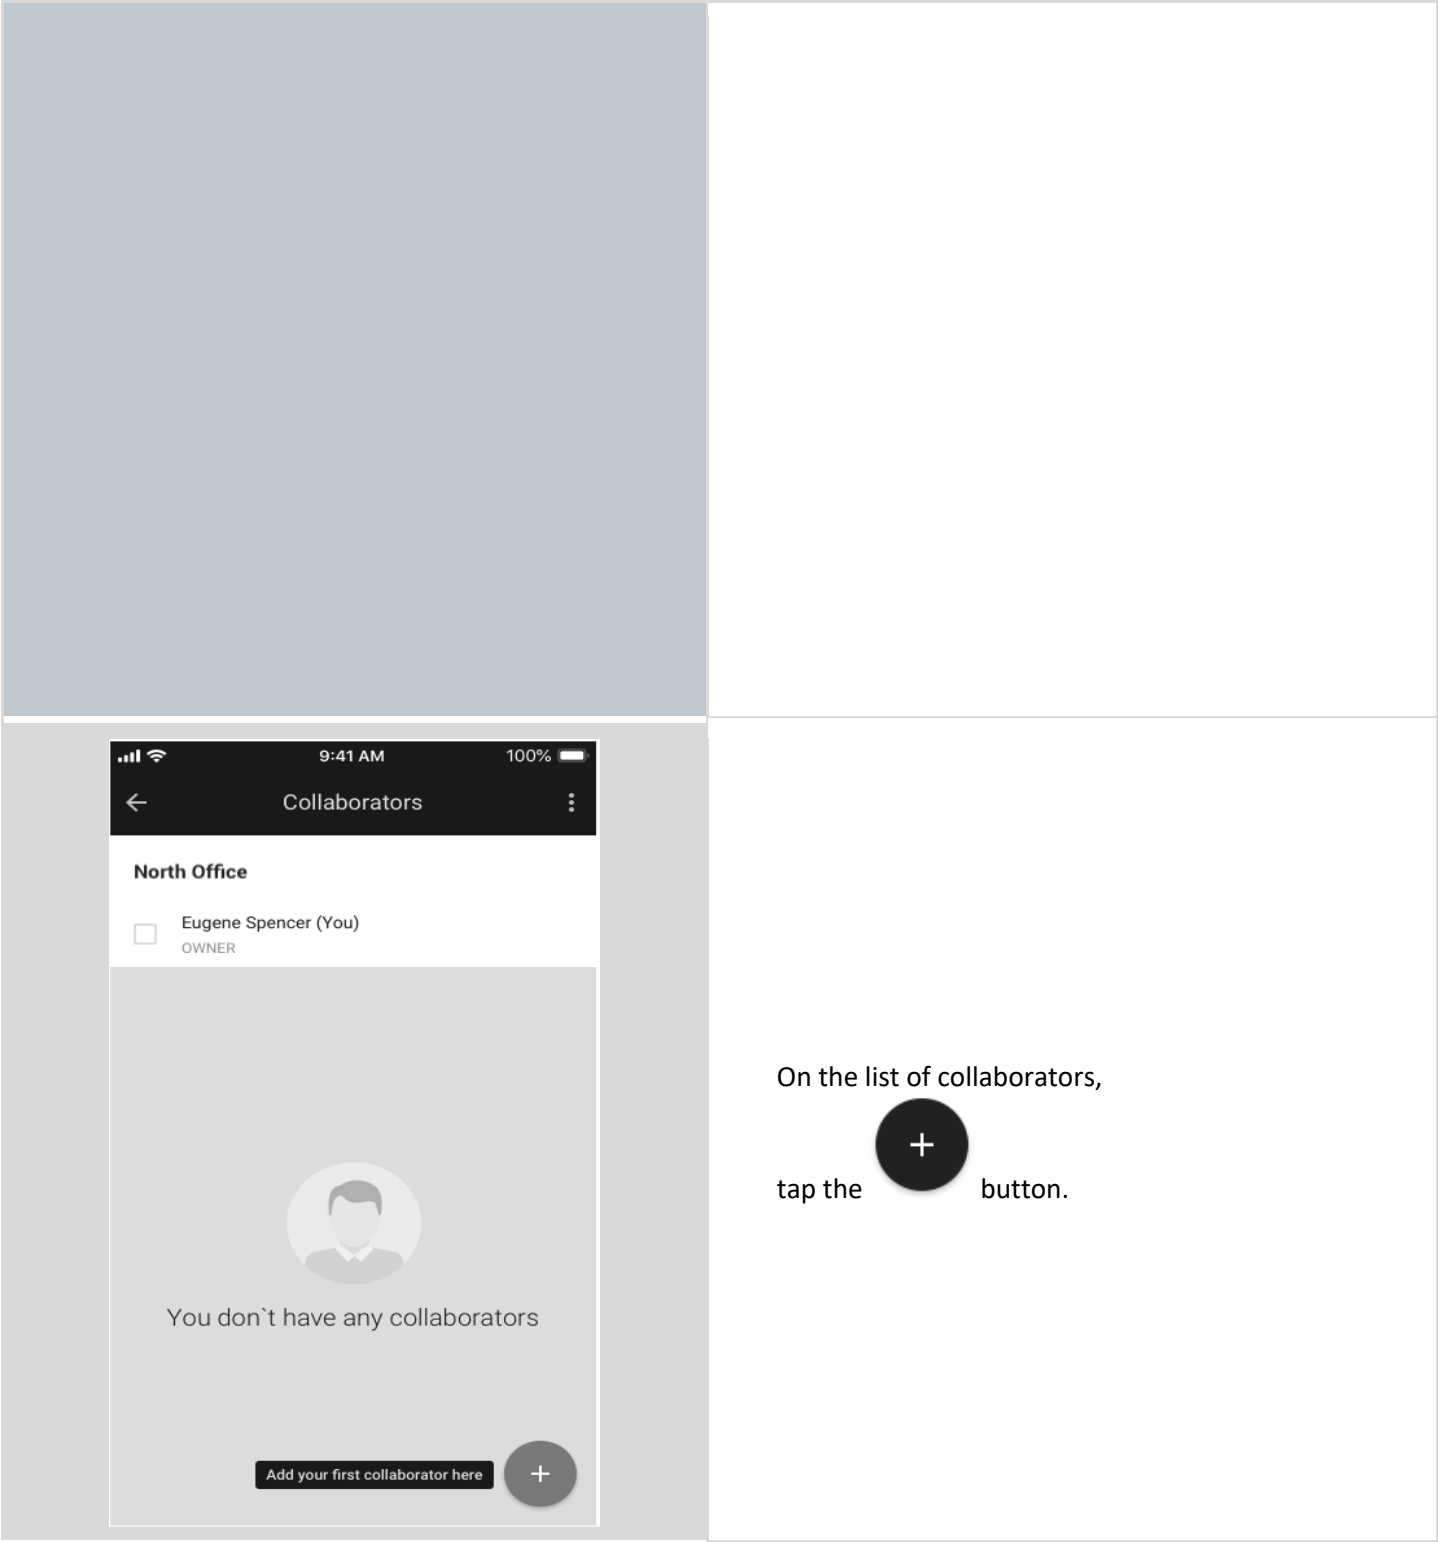 9:41 AM 100%
Collaborators
North Office
Eugene Spencer (You)
OWNER
You don`t have any collaborators
Add your first collaborator here +
On the list of collaborators,
tap the + button.